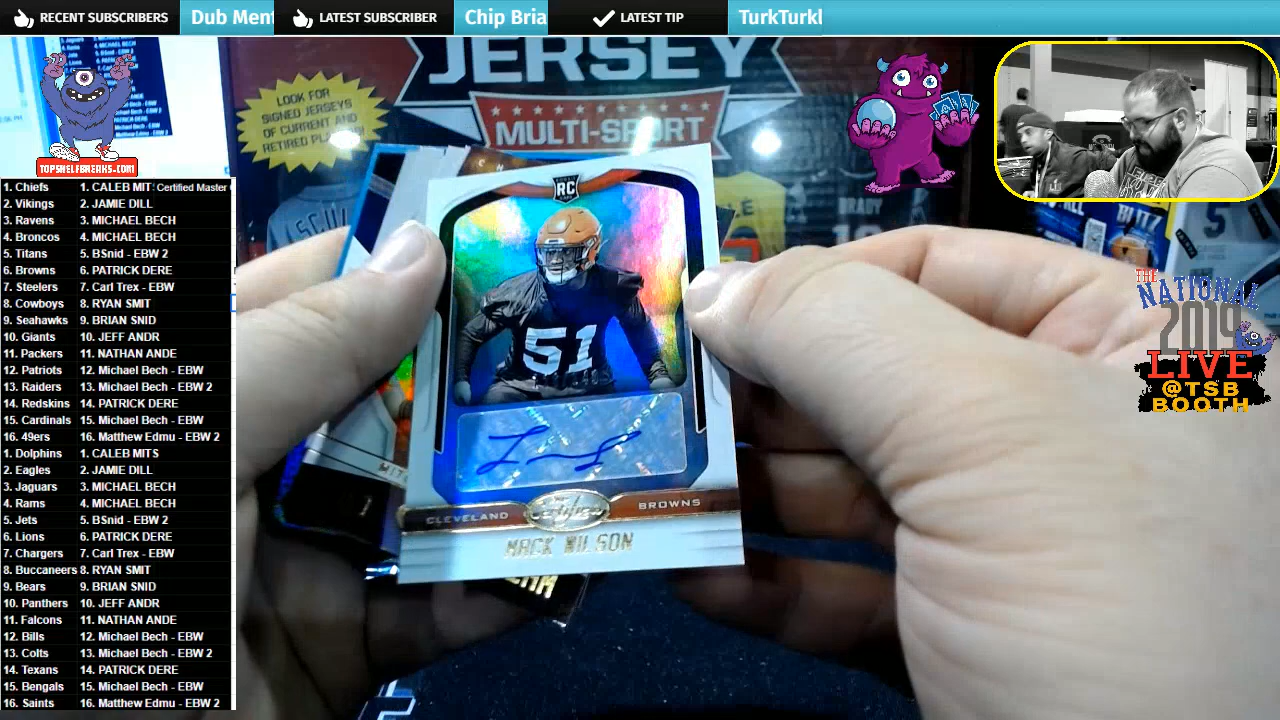 RECENT SUBSCRIBERS Dub Ment LATEST SUBSCRIBER Chip Bria LATEST TIP TurkTurkl
JERSEY
MULTI-SPORT
LOOK FOR
SIGNED JERSEYS
OF CURRENT AND
TOPSHELFBREAKS.COM
1. Chiefs 1. CALEB MIT Certified Master
2. Vikings 2. JAMIE DILL
3. Ravens 3. MICHAEL BECH
4. Broncos 4. MICHAEL BECH
5. Titans 5. BSnid - EBW 2
6. Browns 6. PATRICK DERE
7. Steelers 7. Carl Trex - EBW
8. Cowboys 8. RYAN SMIT
9. Seahawks 9. BRIAN SNID
10. Giants 10. JEFF ANDR
11. Packers 11. NATHAN ANDE
12. Patriots 12. Michael Bech - EBW
13. Raiders 13. Michael Bech - EBW 2
14. Redskins 14. PATRICK DERE
15. Cardinals 15. Michael Bech - EBW
16. 49ers 16. Matthew Edmu - EBW 2
1. Dolphins 1. CALEB MITS
2. Eagles 2. JAMIE DILL
3. Jaguars 3. MICHAEL BECH
4. Rams 4. MICHAEL BECH
5. Jets 5. BSnid - EBW 2
6. Lions 6. PATRICK DERE
7. Chargers 7. Carl Trex - EBW
8. Buccaneers 8. RYAN SMIT
9. Bears 9. BRIAN SNID
10. Panthers 10. JEFF ANDR
11. Falcons 11. NATHAN ANDE
12. Bills 12. Michael Bech - EBW
13. Colts 13. Michael Bech - EBW 2
14. Texans 14. PATRICK DERE
15. Bengals 15. Michael Bech - EBW
16. Saints 16. Matthew Edmu - EBW 2
RC
51
CLEVELAND Certified BROWNS
MACK WILSON
BRADY
BLITZ
5
THE
NATIONAL
2019
LIVE
@TSB
BOOTH